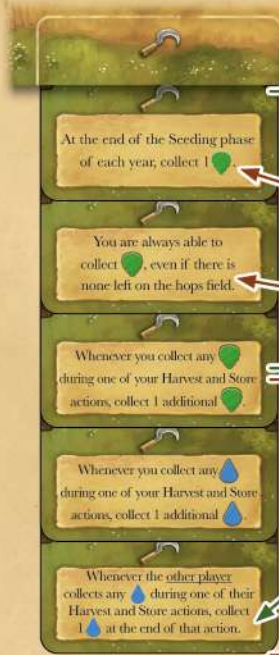 At the end of the Seeding phase
of each year, collect 1 .
You are always able to
collect , even if there is
none left on the hops field.
Whenever you collect any
during one of your Harvest and Store
actions, collect 1 additional .
Whenever you collect any
during one of your Harvest and Store
actions, collect 1 additional .
Whenever the other player
collects any during one of their
Harvest and Store actions, collect
1 at the end of that action.